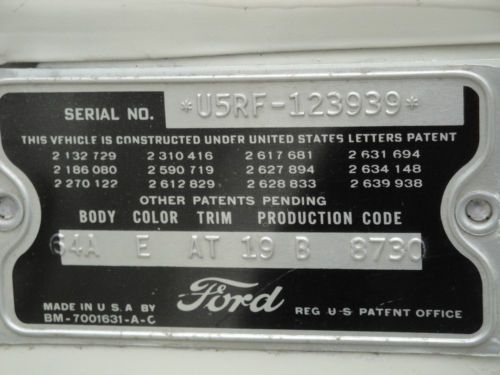 SERIAL NO. *U5RF-123939*
THIS VEHICLE IS CONSTRUCTED UNDER UNITED STATES LETTERS PATENT
2 132 729 2 310 416 2 617 681 2 631 694
2 186 080 2 590 719 2 627 894 2 634 148
2 270 122 2 612 829 2 628 833 2 639 938
OTHER PATENTS PENDING
BODY COLOR TRIM PRODUCTION CODE
64A E AT 19 B 8730
MADE IN U.S.A BY
BM-7001631-A-C
Ford
REG U·S PATENT OFFICE